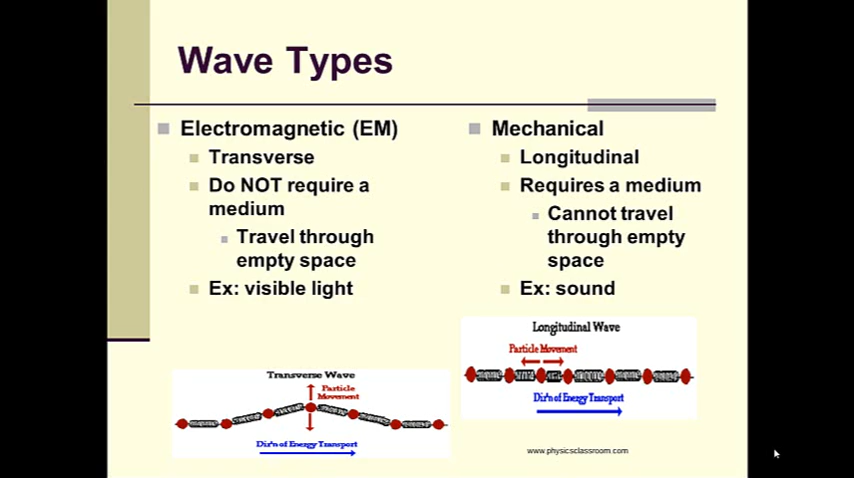 Wave Types
Electromagnetic (EM)
Transverse
Do NOT require a
medium
Travel through
empty space
Ex: visible light
Mechanical
Longitudinal
Requires a medium
Cannot travel
through empty
space
Ex: sound
Transverse Wave
Particle
Movement
Dir'n of Energy Transport
Longitudinal Wave
Particle Movement
Dir'n of Energy Transport
www.physicsclassroom.com